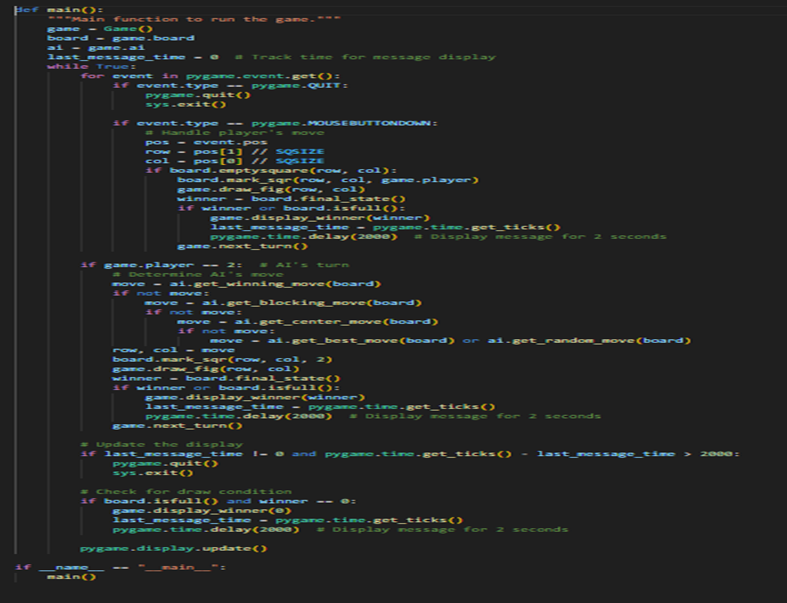 def main():
    """Main function to run the game."""
    game = Game()
    board = game.board
    ai = game.ai
    last_message_time = 0  # Track time for message display
    while True:
        for event in pygame.event.get():
            if event.type == pygame.QUIT:
                pygame.quit()
                sys.exit()

            if event.type == pygame.MOUSEBUTTONDOWN:
                # Handle player's move
                pos = event.pos
                row = pos[1] // SQSIZE
                col = pos[0] // SQSIZE
                if board.emptysquare(row, col):
                    board.mark_sqr(row, col, game.player)
                    game.draw_fig(row, col)
                    winner = board.final_state()
                    if winner or board.isfull():
                        game.display_winner(winner)
                        last_message_time = pygame.time.get_ticks()
                        pygame.time.delay(2000)  # Display message for 2 seconds
                    game.next_turn()

        if game.player == 2:  # AI's turn
            # Determine AI's move
            move = ai.get_winning_move(board)
            if not move:
                move = ai.get_blocking_move(board)
                if not move:
                    move = ai.get_center_move(board)
                    if not move:
                        move = ai.get_best_move(board) or ai.get_random_move(board)
            row, col = move
            board.mark_sqr(row, col, 2)
            game.draw_fig(row, col)
            winner = board.final_state()
            if winner or board.isfull():
                game.display_winner(winner)
                last_message_time = pygame.time.get_ticks()
                pygame.time.delay(2000)  # Display message for 2 seconds
            game.next_turn()

        # Update the display
        if last_message_time != 0 and pygame.time.get_ticks() - last_message_time > 2000:
            pygame.quit()
            sys.exit()

        # Check for draw condition
        if board.isfull() and winner == 0:
            game.display_winner(0)
            last_message_time = pygame.time.get_ticks()
            pygame.time.delay(2000)  # Display message for 2 seconds

        pygame.display.update()

if __name__ == "__main__":
    main()